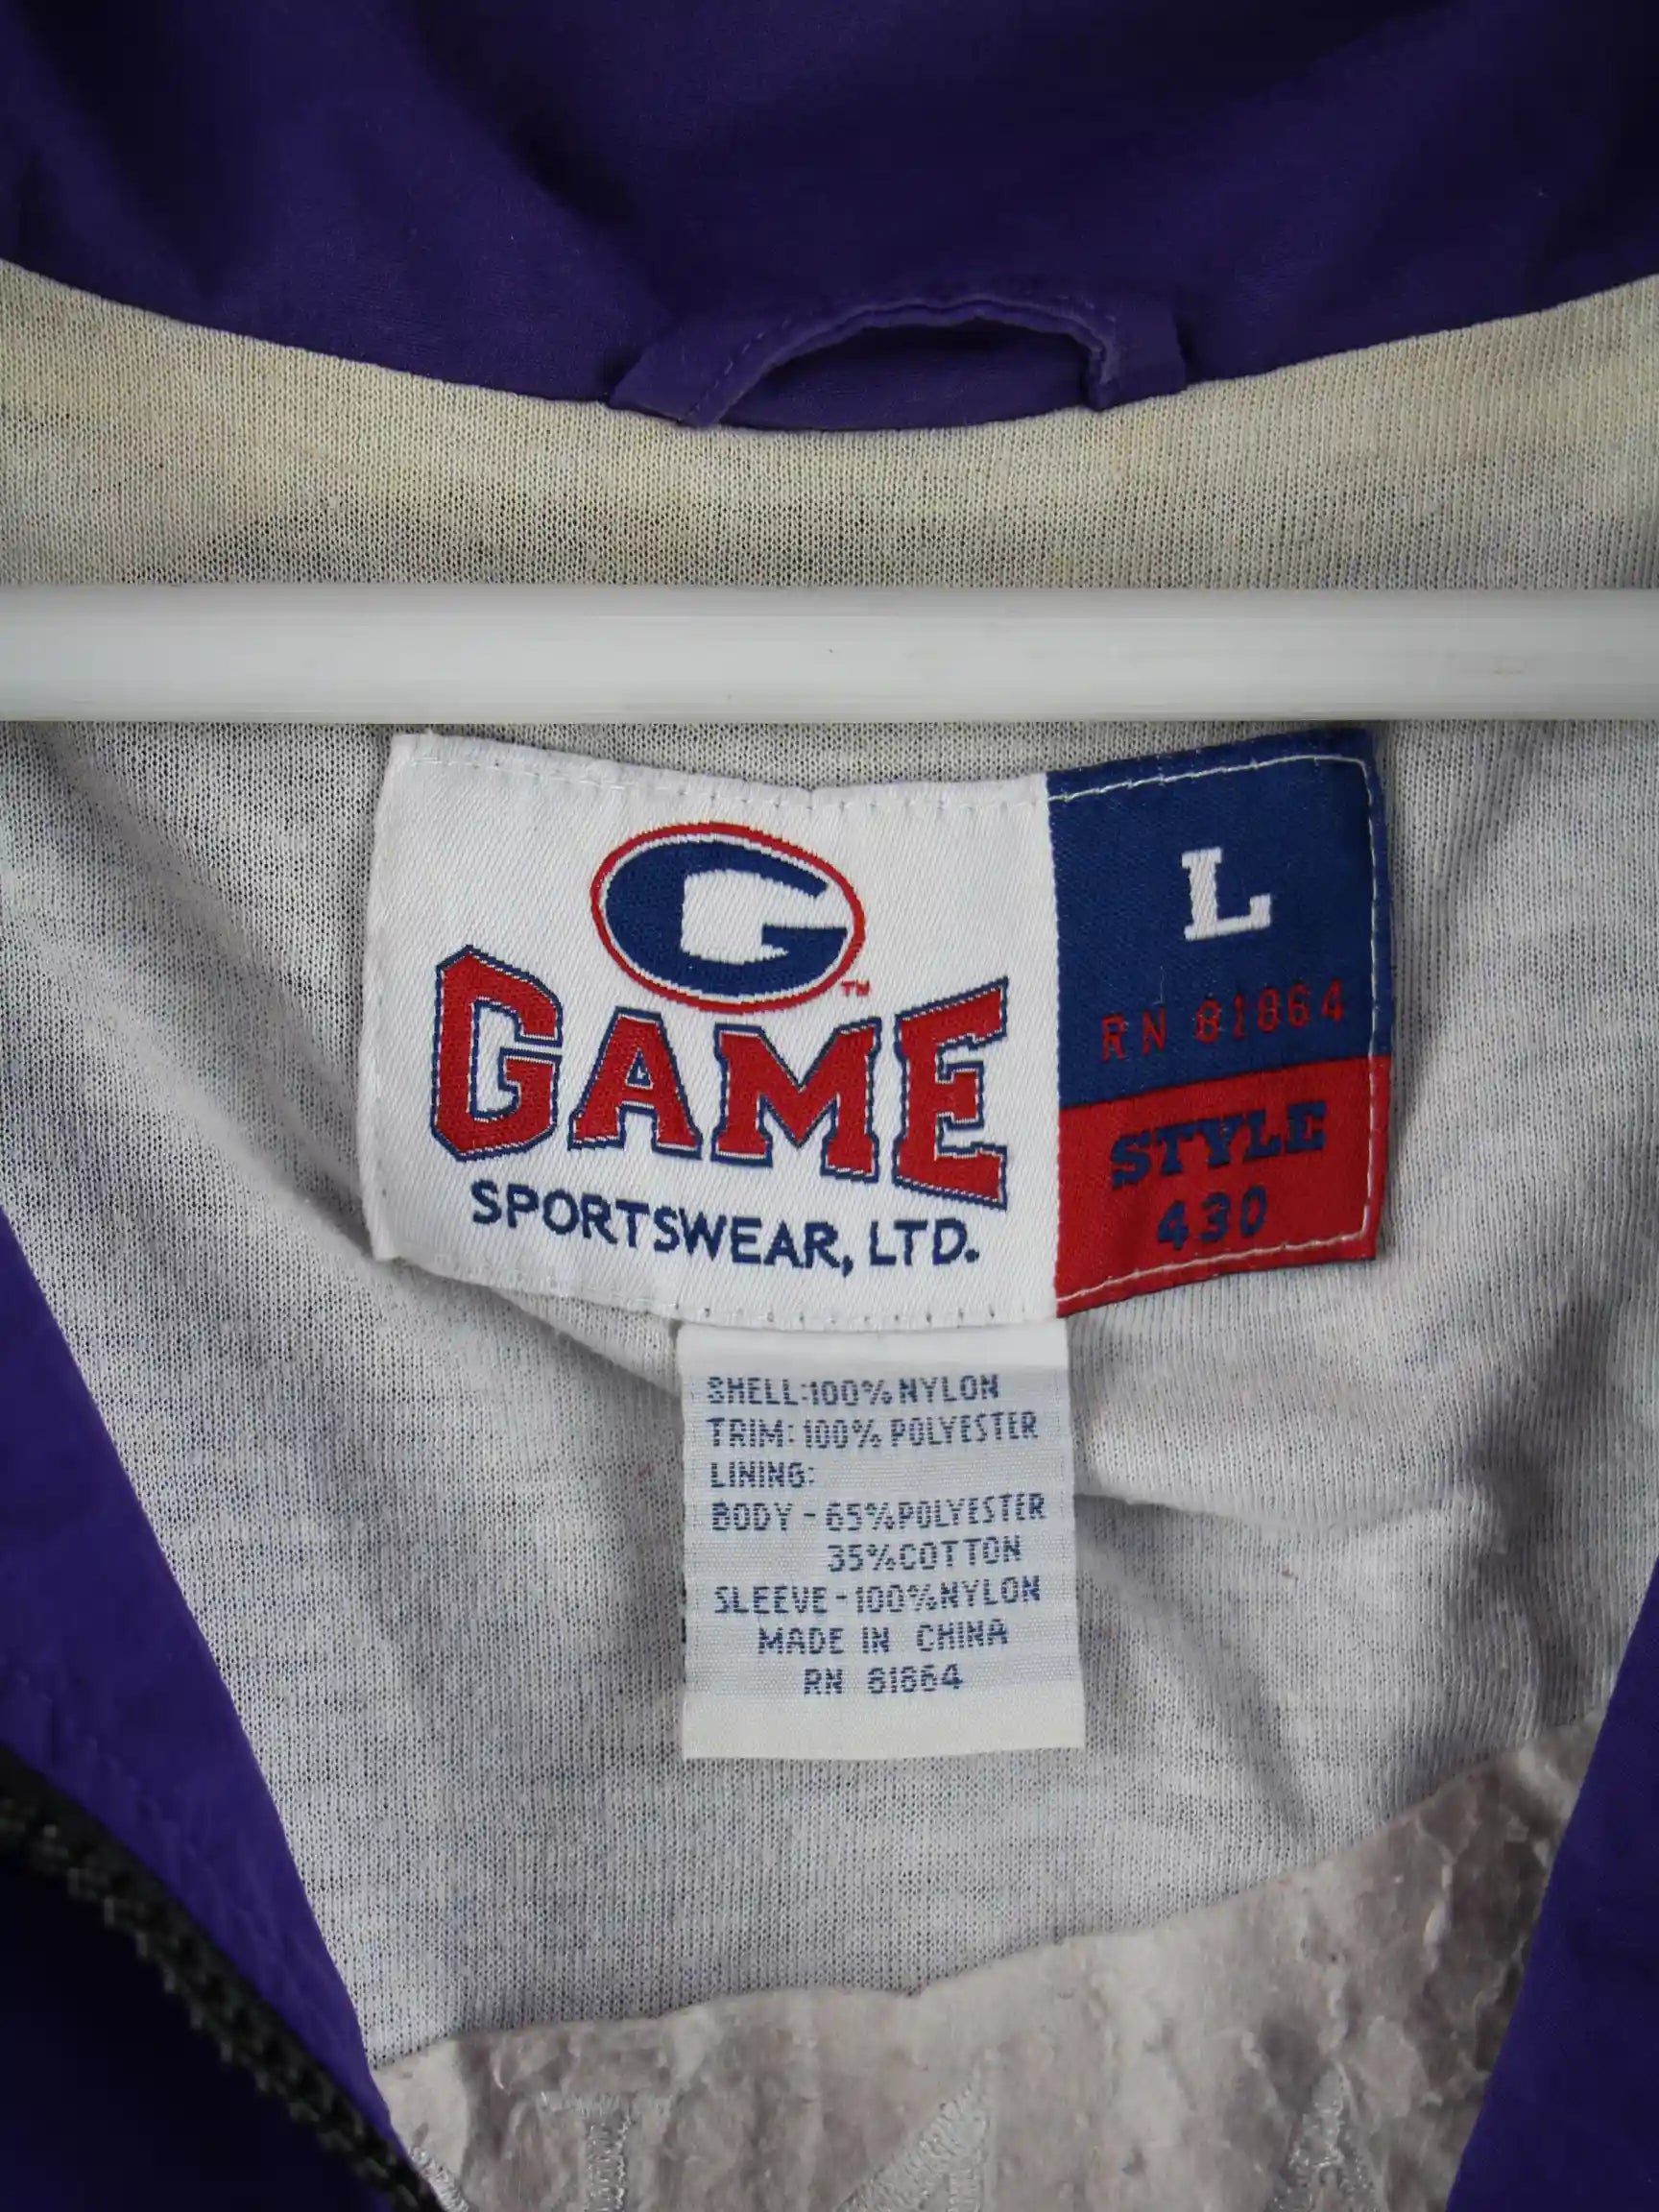 G
TM
GAME
SPORTSWEAR, LTD.
L
RN 81864
STYLE
430
SHELL:100% NYLON
TRIM: 100% POLYESTER
LINING:
BODY - 65% POLYESTER
35% COTTON
SLEEVE - 100% NYLON
MADE IN CHINA
RN 81864